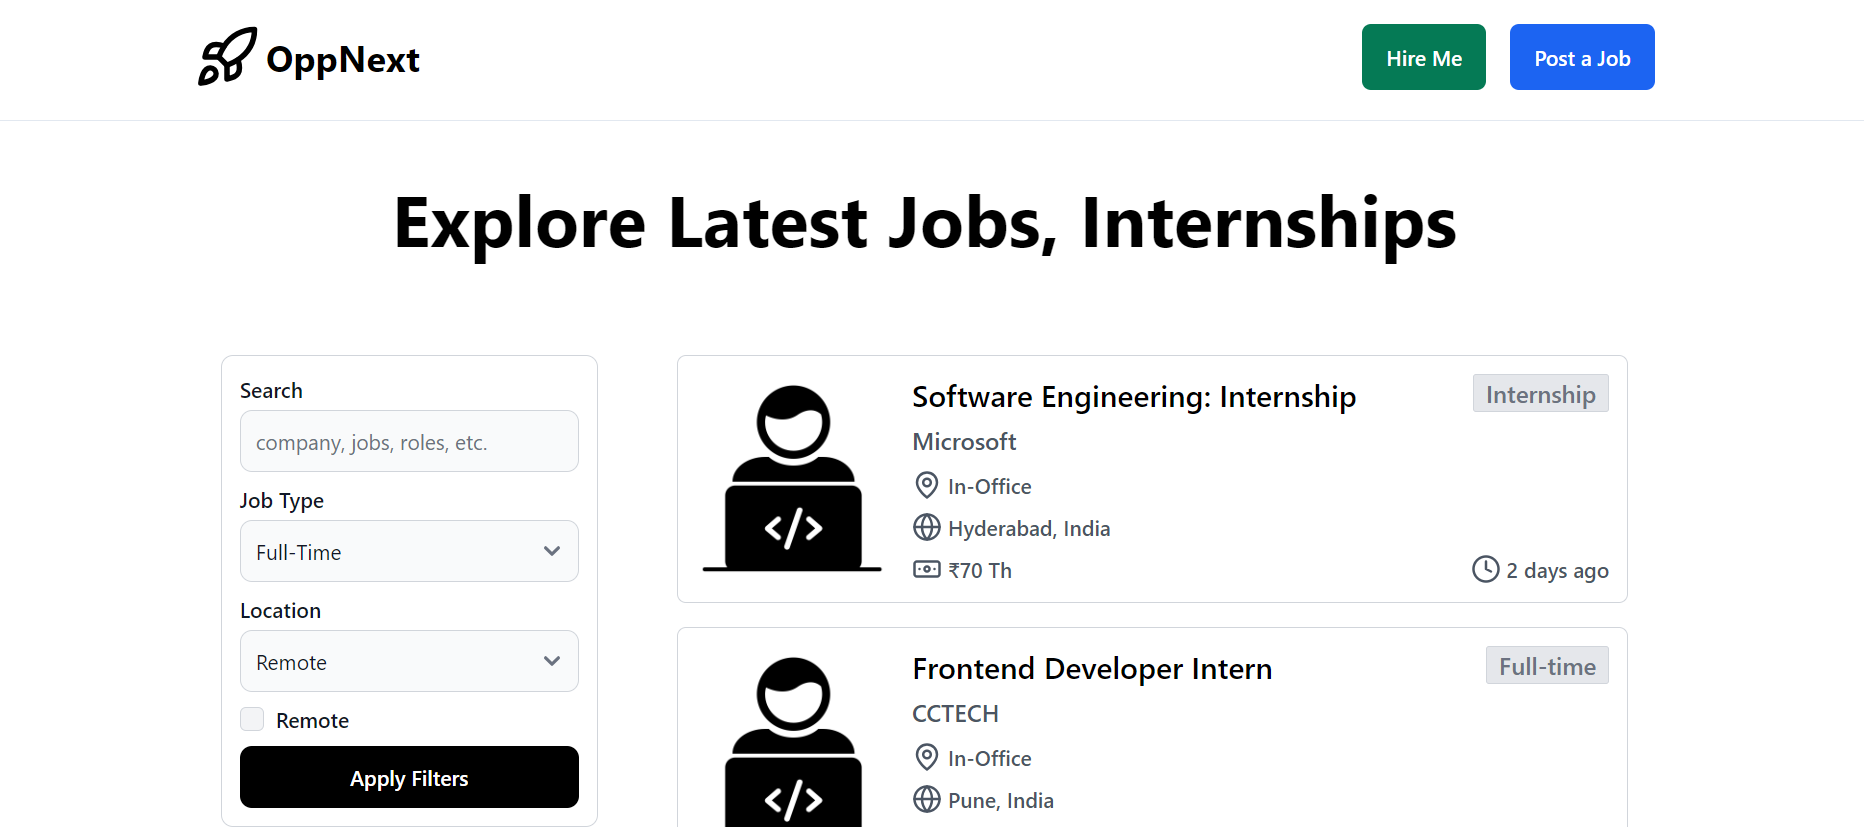 OppNext
Hire Me
Post a Job
Explore Latest Jobs, Internships
Search
company, jobs, roles, etc.
Job Type
Full-Time
Location
Remote
Remote
Apply Filters
Software Engineering: Internship
Internship
Microsoft
In-Office
Hyderabad, India
₹70 Th
2 days ago
</>
Frontend Developer Intern
Full-time
CCTECH
In-Office
Pune, India
</>